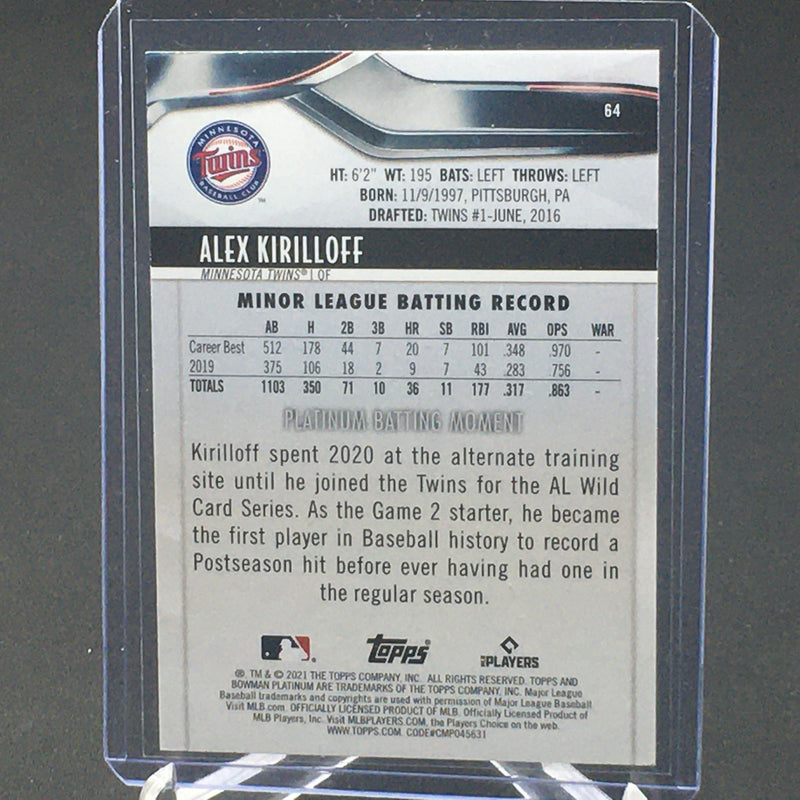 64
MINNESOTA
Twins
BASEBALL CLUB
™
HT: 6'2" WT: 195 BATS: LEFT THROWS: LEFT
BORN: 11/9/1997, PITTSBURGH, PA
DRAFTED: TWINS #1-JUNE, 2016
ALEX KIRILLOFF
MINNESOTA TWINS® | OF
MINOR LEAGUE BATTING RECORD
AB H 2B 3B HR SB RBI AVG OPS WAR
Career Best 512 178 44 7 20 7 101 .348 .970 -
2019 375 106 18 2 9 7 43 .283 .756 -
TOTALS 1103 350 71 10 36 11 177 .317 .863 -
PLATINUM BATTING MOMENT
Kirilloff spent 2020 at the alternate training
site until he joined the Twins for the AL Wild
Card Series. As the Game 2 starter, he became
the first player in Baseball history to record a
Postseason hit before ever having had one in
the regular season.
Topps
PLAYERS
®, TM & © 2021 THE TOPPS COMPANY, INC. ALL RIGHTS RESERVED. TOPPS AND
BOWMAN PLATINUM ARE TRADEMARKS OF THE TOPPS COMPANY, INC. Major League
Baseball trademarks and copyrights are used with permission of Major League Baseball.
Visit MLB.com. OFFICIALLY LICENSED PRODUCT OF MLB. Officially Licensed Product of
MLB Players, Inc. Visit MLBPLAYERS.COM, the Players Choice on the web.
WWW.TOPPS.COM. CODE#CMP045631